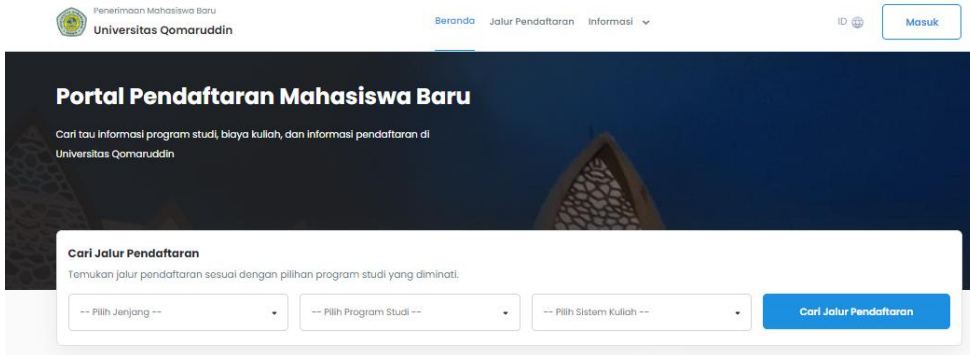 Penerimaan Mahasiswa Baru
Universitas Qomaruddin
Beranda Jalur Pendaftaran Informasi
ID
Masuk
Portal Pendaftaran Mahasiswa Baru
Cari tau informasi program studi, biaya kuliah, dan informasi pendaftaran di
Universitas Qomaruddin
Cari Jalur Pendaftaran
Temukan jalur pendaftaran sesuai dengan pilihan program studi yang diminati.
-- Pilih Jenjang --
-- Pilih Program Studi --
-- Pilih Sistem Kuliah --
Cari Jalur Pendaftaran